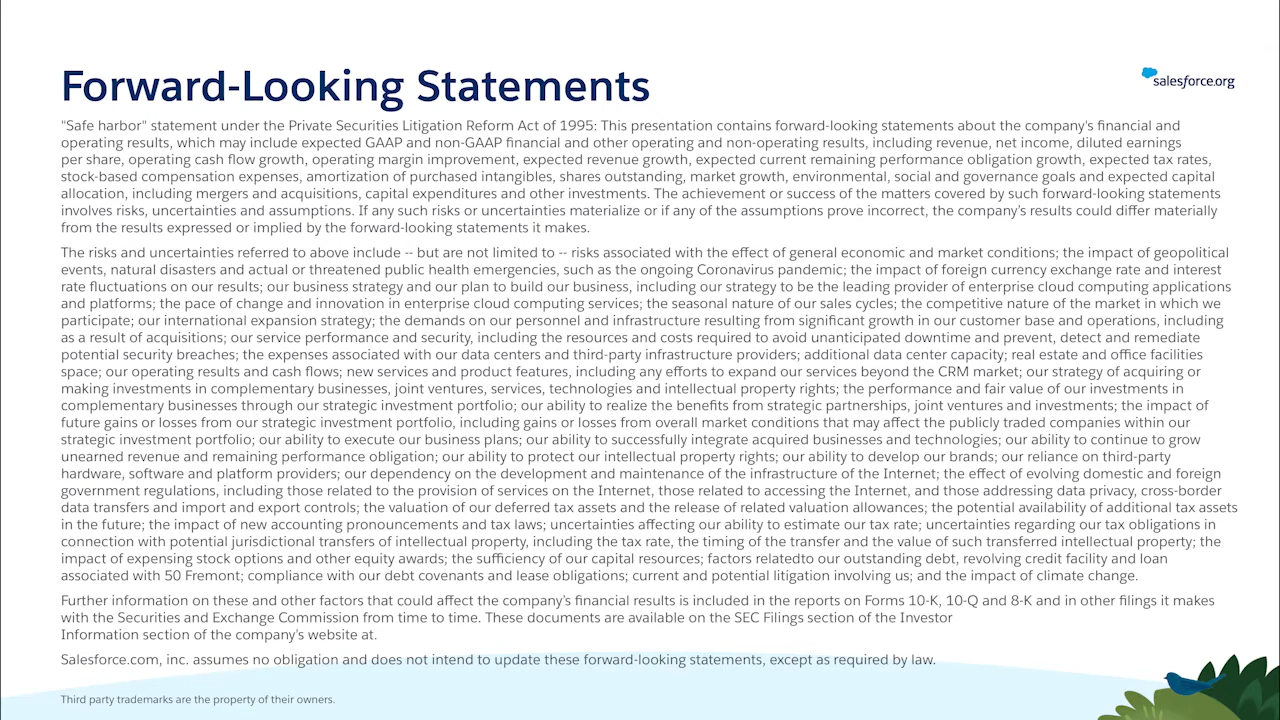 Forward-Looking Statements
salesforce.org
"Safe harbor" statement under the Private Securities Litigation Reform Act of 1995: This presentation contains forward-looking statements about the company's financial and
operating results, which may include expected GAAP and non-GAAP financial and other operating and non-operating results, including revenue, net income, diluted earnings
per share, operating cash flow growth, operating margin improvement, expected revenue growth, expected current remaining performance obligation growth, expected tax rates,
stock-based compensation expenses, amortization of purchased intangibles, shares outstanding, market growth, environmental, social and governance goals and expected capital
allocation, including mergers and acquisitions, capital expenditures and other investments. The achievement or success of the matters covered by such forward-looking statements
involves risks, uncertainties and assumptions. If any such risks or uncertainties materialize or if any of the assumptions prove incorrect, the company's results could differ materially
from the results expressed or implied by the forward-looking statements it makes.
The risks and uncertainties referred to above include -- but are not limited to -- risks associated with the effect of general economic and market conditions; the impact of geopolitical
events, natural disasters and actual or threatened public health emergencies, such as the ongoing Coronavirus pandemic; the impact of foreign currency exchange rate and interest
rate fluctuations on our results; our business strategy and our plan to build our business, including our strategy to be the leading provider of enterprise cloud computing applications
and platforms; the pace of change and innovation in enterprise cloud computing services; the seasonal nature of our sales cycles; the competitive nature of the market in which we
participate; our international expansion strategy; the demands on our personnel and infrastructure resulting from significant growth in our customer base and operations, including
as a result of acquisitions; our service performance and security, including the resources and costs required to avoid unanticipated downtime and prevent, detect and remediate
potential security breaches; the expenses associated with our data centers and third-party infrastructure providers; additional data center capacity; real estate and office facilities
space; our operating results and cash flows; new services and product features, including any efforts to expand our services beyond the CRM market; our strategy of acquiring or
making investments in complementary businesses, joint ventures, services, technologies and intellectual property rights; the performance and fair value of our investments in
complementary businesses through our strategic investment portfolio; our ability to realize the benefits from strategic partnerships, joint ventures and investments; the impact of
future gains or losses from our strategic investment portfolio, including gains or losses from overall market conditions that may affect the publicly traded companies within our
strategic investment portfolio; our ability to execute our business plans; our ability to successfully integrate acquired businesses and technologies; our ability to continue to grow
unearned revenue and remaining performance obligation; our ability to protect our intellectual property rights; our ability to develop our brands; our reliance on third-party
hardware, software and platform providers; our dependency on the development and maintenance of the infrastructure of the Internet; the effect of evolving domestic and foreign
government regulations, including those related to the provision of services on the Internet, those related to accessing the Internet, and those addressing data privacy, cross-border
data transfers and import and export controls; the valuation of our deferred tax assets and the release of related valuation allowances; the potential availability of additional tax assets
in the future; the impact of new accounting pronouncements and tax laws; uncertainties affecting our ability to estimate our tax rate; uncertainties regarding our tax obligations in
connection with potential jurisdictional transfers of intellectual property, including the tax rate, the timing of the transfer and the value of such transferred intellectual property; the
impact of expensing stock options and other equity awards; the sufficiency of our capital resources; factors relatedto our outstanding debt, revolving credit facility and loan
associated with 50 Fremont; compliance with our debt covenants and lease obligations; current and potential litigation involving us; and the impact of climate change.
Further information on these and other factors that could affect the company's financial results is included in the reports on Forms 10-K, 10-Q and 8-K and in other filings it makes
with the Securities and Exchange Commission from time to time. These documents are available on the SEC Filings section of the Investor
Information section of the company's website at.
Salesforce.com, inc. assumes no obligation and does not intend to update these forward-looking statements, except as required by law.
Third party trademarks are the property of their owners.